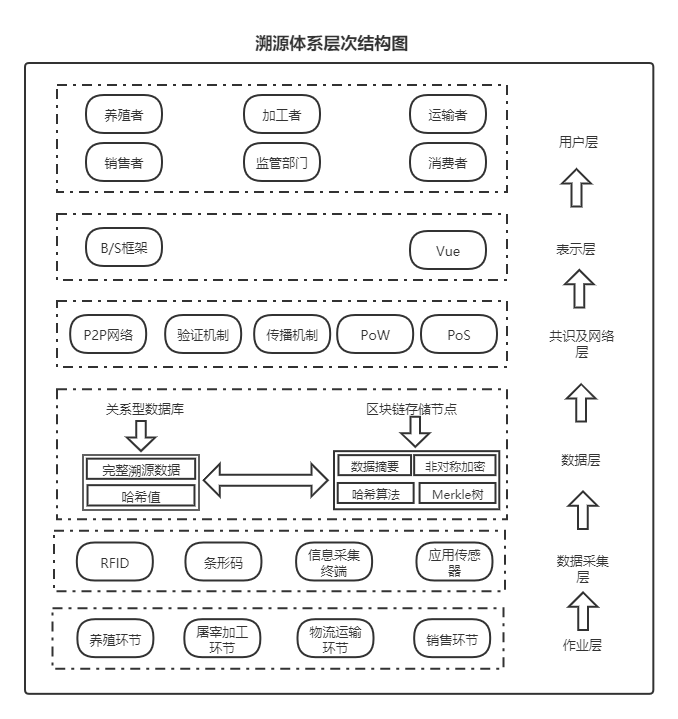 溯源体系层次结构图
养殖者
加工者
运输者
销售者
监管部门
消费者
用户层
B/S框架
Vue
表示层
P2P网络
验证机制
传播机制
PoW
PoS
共识及网络
层
关系型数据库
区块链存储节点
完整溯源数据
哈希值
数据摘要
非对称加密
哈希算法
Merkle树
数据层
RFID
条形码
信息采集
终端
应用传感
器
数据采集
层
养殖环节
屠宰加工
环节
物流运输
环节
销售环节
作业层